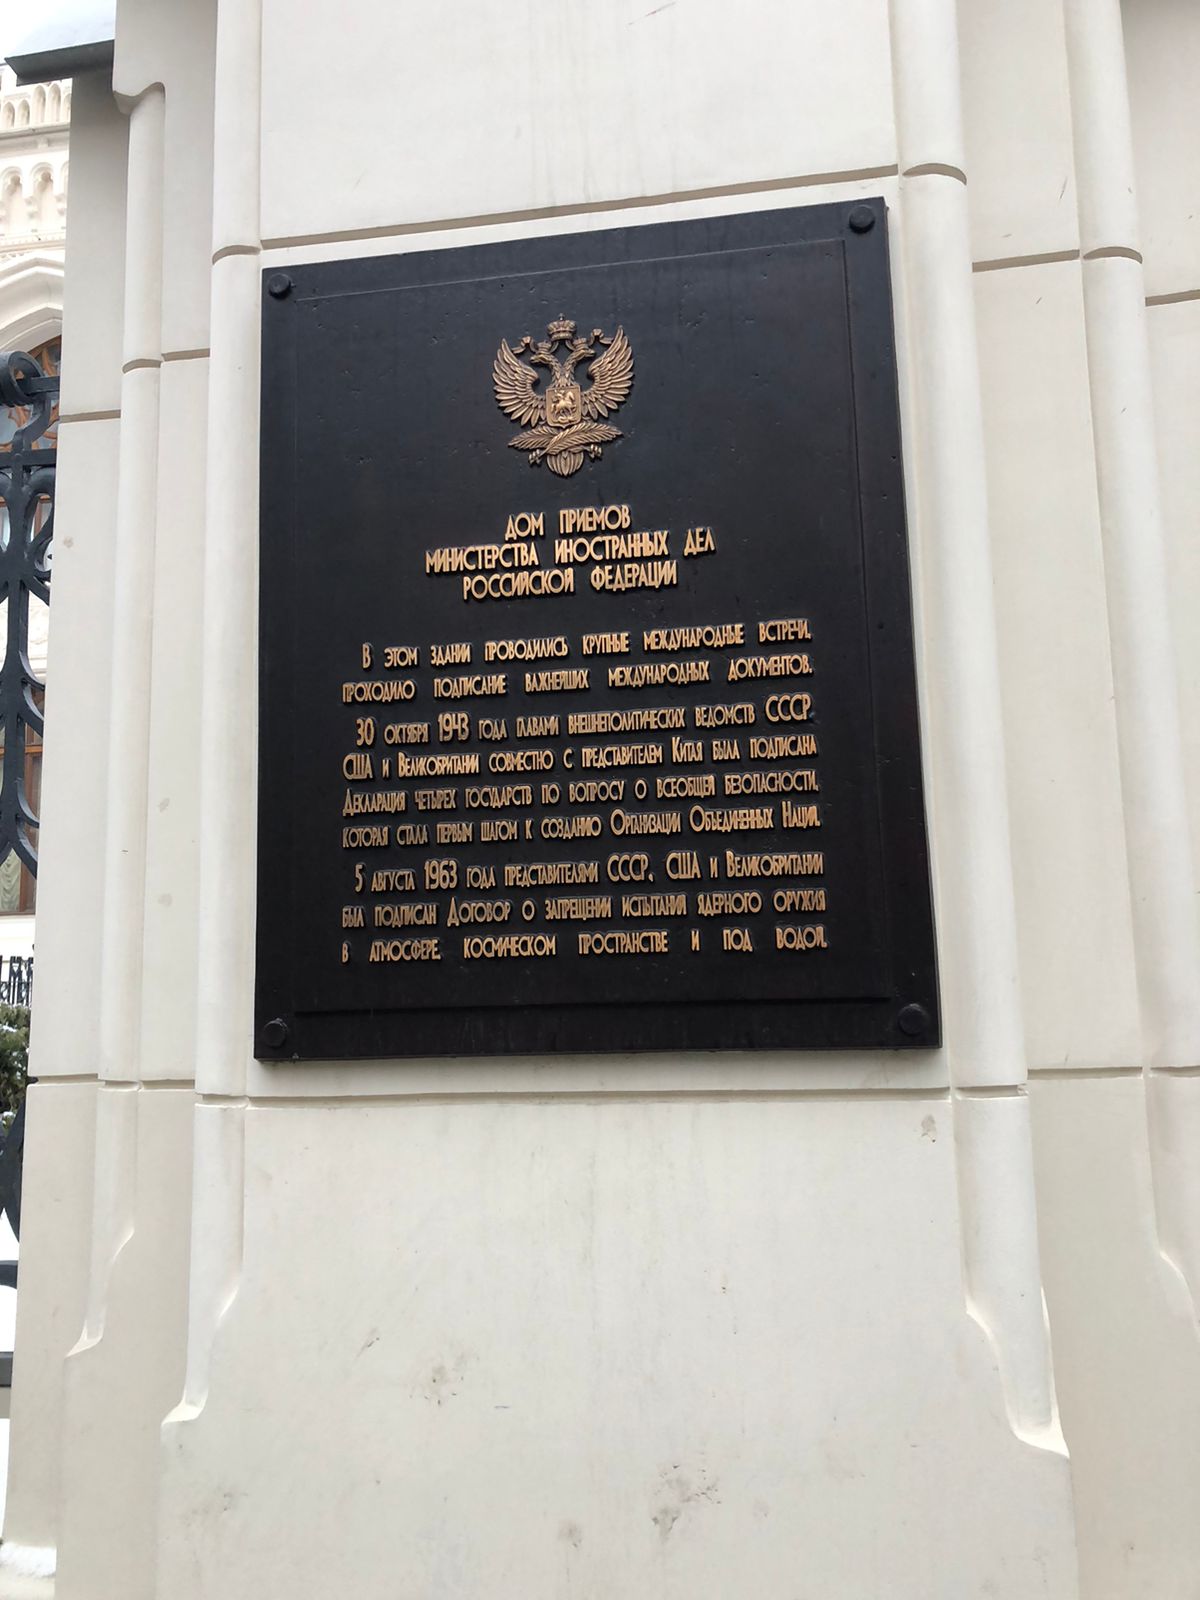 ДОМ ПРИЕМОВ
МИНИСТЕРСТВА ИНОСТРАННЫХ ДЕЛ
РОССИЙСКОЙ ФЕДЕРАЦИИ
В ЭТОМ ЗДАНИИ ПРОВОДИЛИСЬ КРУПНЫЕ МЕЖДУНАРОДНЫЕ ВСТРЕЧИ,
ПРОХОДИЛО ПОДПИСАНИЕ ВАЖНЕЙШИХ МЕЖДУНАРОДНЫХ ДОКУМЕНТОВ.
30 ОКТЯБРЯ 1943 ГОДА ГЛАВАМИ ВНЕШНЕПОЛИТИЧЕСКИХ ВЕДОМСТВ СССР,
США И ВЕЛИКОБРИТАНИИ СОВМЕСТНО С ПРЕДСТАВИТЕЛЕМ КИТАЯ БЫЛА ПОДПИСАНА
ДЕКЛАРАЦИЯ ЧЕТЫРЕХ ГОСУДАРСТВ ПО ВОПРОСУ О ВСЕОБЩЕЙ БЕЗОПАСНОСТИ,
КОТОРАЯ СТАЛА ПЕРВЫМ ШАГОМ К СОЗДАНИЮ ОРГАНИЗАЦИИ ОБЪЕДИНЕННЫХ НАЦИЙ.
5 АВГУСТА 1963 ГОДА ПРЕДСТАВИТЕЛЯМИ СССР, США И ВЕЛИКОБРИТАНИИ
БЫЛ ПОДПИСАН ДОГОВОР О ЗАПРЕЩЕНИИ ИСПЫТАНИЯ ЯДЕРНОГО ОРУЖИЯ
В АТМОСФЕРЕ, КОСМИЧЕСКОМ ПРОСТРАНСТВЕ И ПОД ВОДОЙ.